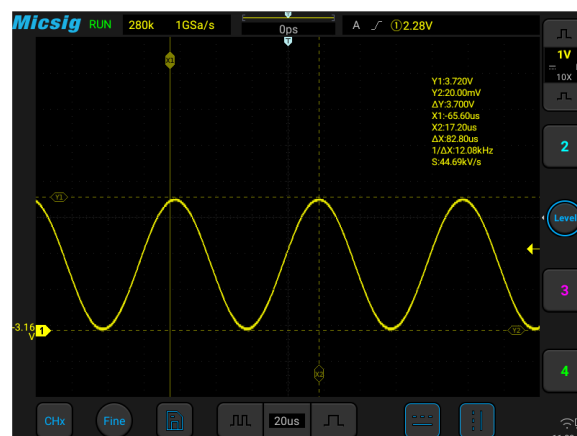 Micsig RUN 280k 1GSa/s 0ps A ①2.28V
T
1V
10X
X1
Y1:3.720V
Y2:20.00mV
ΔY:3.700V
X1:-65.60us
X2:17.20us
ΔX:82.80us
1/ΔX:12.08kHz
S:44.69kV/s
2
Y1
Level
3
-3.16
V
1
Y2
X2
4
CHx Fine 20us